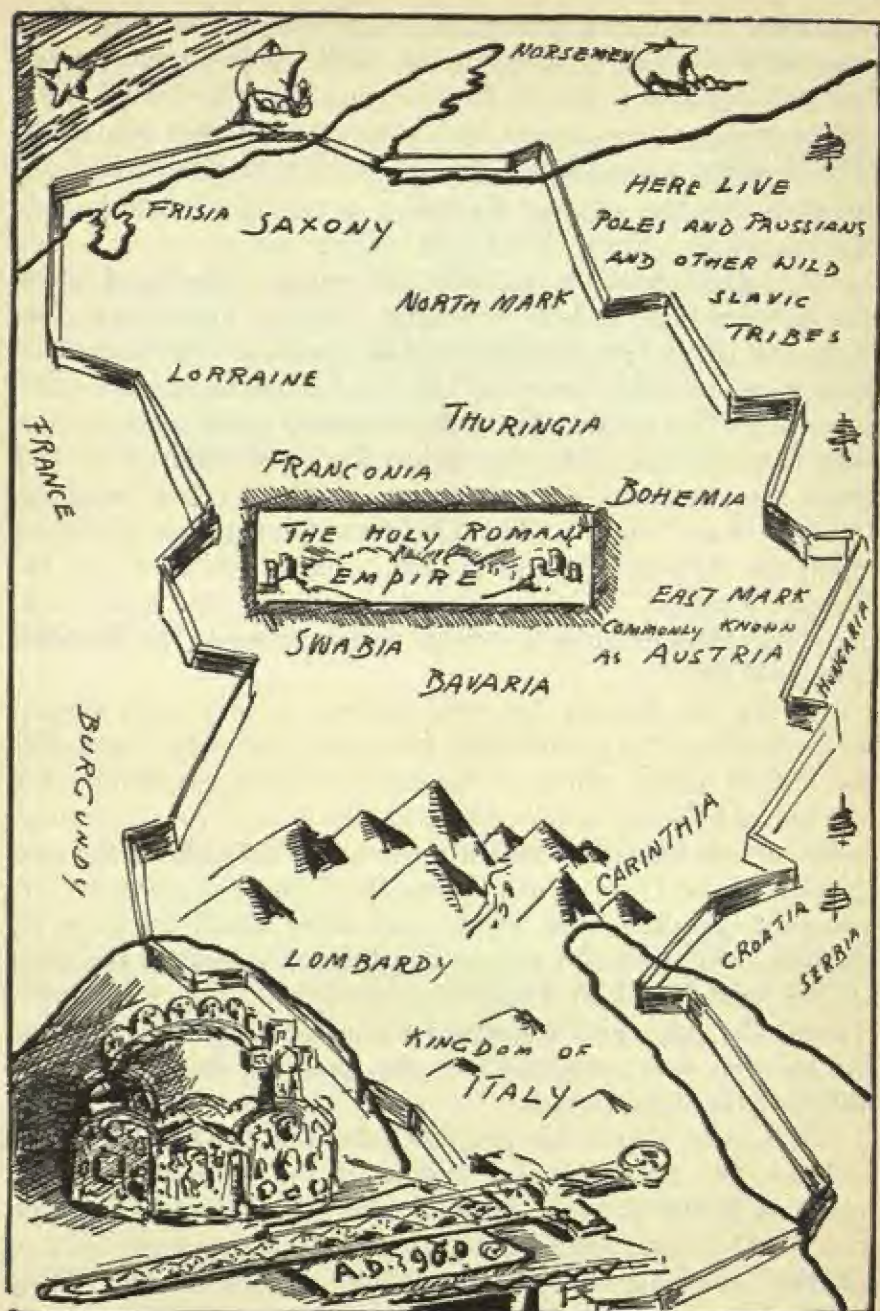 NORSEMEN
HERE LIVE
POLES AND PRUSSIANS
AND OTHER WILD
SLAVIC
TRIBES
FRISIA
SAXONY
NORTH MARK
LORRAINE
FRANCE
THURINGIA
FRANCONIA
BOHEMIA
THE HOLY ROMAN
EMPIRE
EAST MARK
COMMONLY KNOWN
AS AUSTRIA
HUNGARIA
SWABIA
BAVARIA
BURGUNDY
CARINTHIA
CROATIA
SERBIA
LOMBARDY
KINGDOM OF
ITALY
A.D.